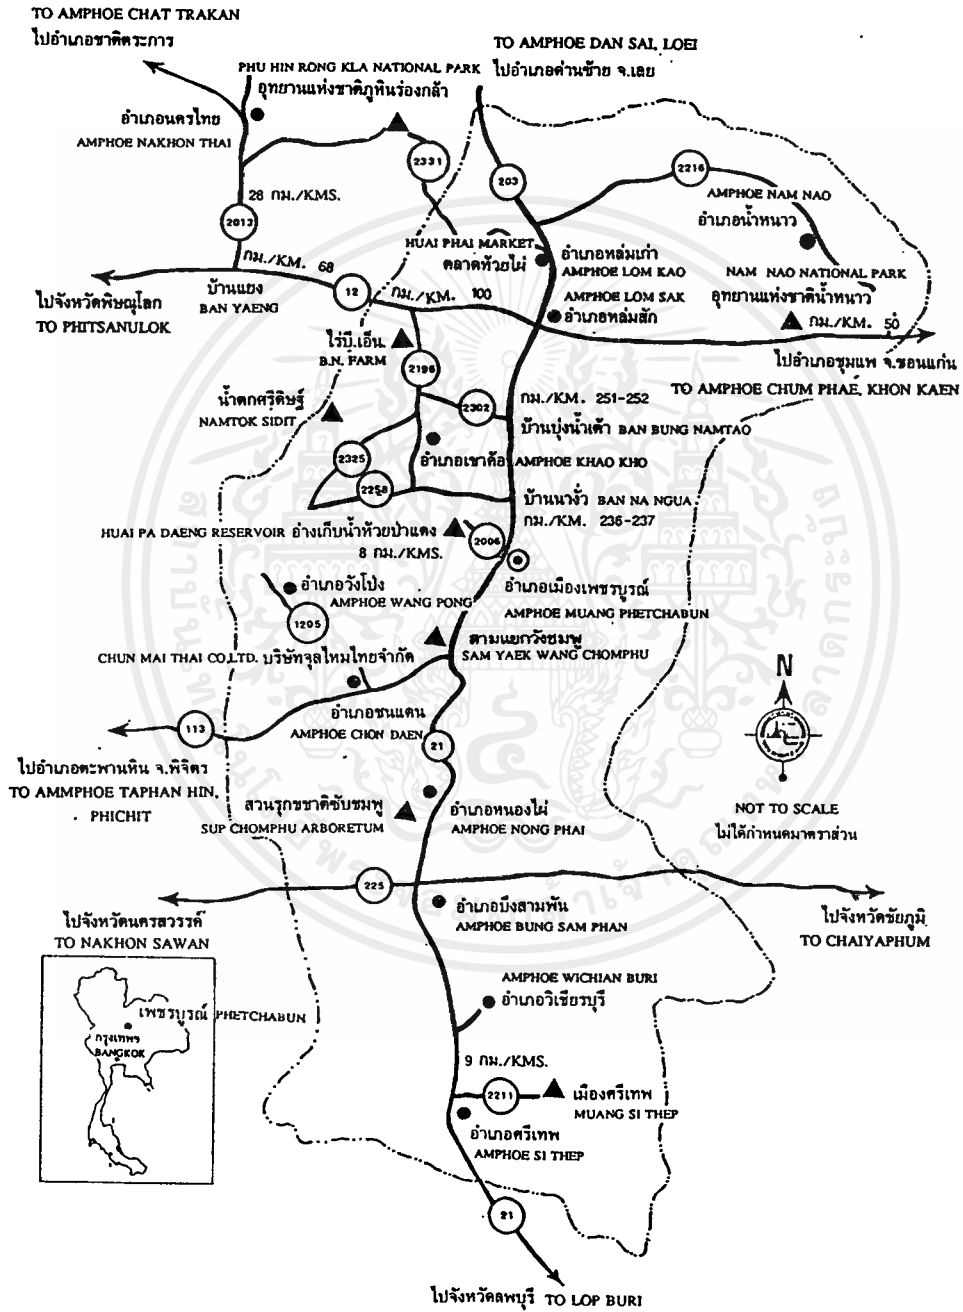 TO AMPHOE CHAT TRAKAN
ไปอำเภอชาติตระการ
TO AMPHOE DAN SAI, LOEI
ไปอำเภอด่านซ้าย จ.เลย
PHU HIN RONG KLA NATIONAL PARK
อุทยานแห่งชาติภูหินร่องกล้า
อำเภอนครไทย
AMPHOE NAKHON THAI
2331
203
2216
AMPHOE NAM NAO
อำเภอน้ำหนาว
28 กม./KMS.
2013
HUAI PHAI MARKET
ตลาดห้วยไผ่
อำเภอหล่มเก่า
AMPHOE LOM KAO
NAM NAO NATIONAL PARK
อุทยานแห่งชาติน้ำหนาว
กม./KM. 68
บ้านแยง
BAN YAENG
12
กม./KM. 100
AMPHOE LOM SAK
อำเภอหล่มสัก
กม./KM. 50
ไปจังหวัดพิษณุโลก
TO PHITSANULOK
ไปอำเภอชุมแพ จ.ขอนแก่น
TO AMPHOE CHUM PHAE, KHON KAEN
ไร่บี.เอ็น.
B.N. FARM
2196
น้ำตกศรีดิษฐ์
NAMTOK SIDIT
2302
กม./KM. 251-252
บ้านบุ่งน้ำเต้า BAN BUNG NAMTAO
2325
อำเภอเขาค้อ AMPHOE KHAO KHO
2258
บ้านนางั่ว BAN NA NGUA
กม./KM. 236-237
HUAI PA DAENG RESERVOIR อ่างเก็บน้ำห้วยป่าแดง
8 กม./KMS.
2006
อำเภอเมืองเพชรบูรณ์
AMPHOE MUANG PHETCHABUN
อำเภอวังโป่ง
AMPHOE WANG PONG
1205
สามแยกวังชมพู
SAM YAEK WANG CHOMPHU
CHUN MAI THAI CO.LTD. บริษัทจุลไหมไทยจำกัด
N
อำเภอชนแดน
AMPHOE CHON DAEN
113
21
ไปอำเภอตะพานหิน จ.พิจิตร
TO AMMPHOE TAPHAN HIN,
PHICHIT
สวนรุกขชาติซับชมพู
SUP CHOMPHU ARBORETUM
อำเภอหนองไผ่
AMPHOE NONG PHAI
NOT TO SCALE
ไม่ได้กำหนดมาตราส่วน
225
ไปจังหวัดนครสวรรค์
TO NAKHON SAWAN
อำเภอบึงสามพัน
AMPHOE BUNG SAM PHAN
ไปจังหวัดชัยภูมิ
TO CHAIYAPHUM
AMPHOE WICHIAN BURI
อำเภอวิเชียรบุรี
เพชรบูรณ์ PHETCHABUN
กรุงเทพฯ
BANGKOK
9 กม./KMS.
2211
เมืองศรีเทพ
MUANG SI THEP
อำเภอศรีเทพ
AMPHOE SI THEP
21
ไปจังหวัดลพบุรี TO LOP BURI